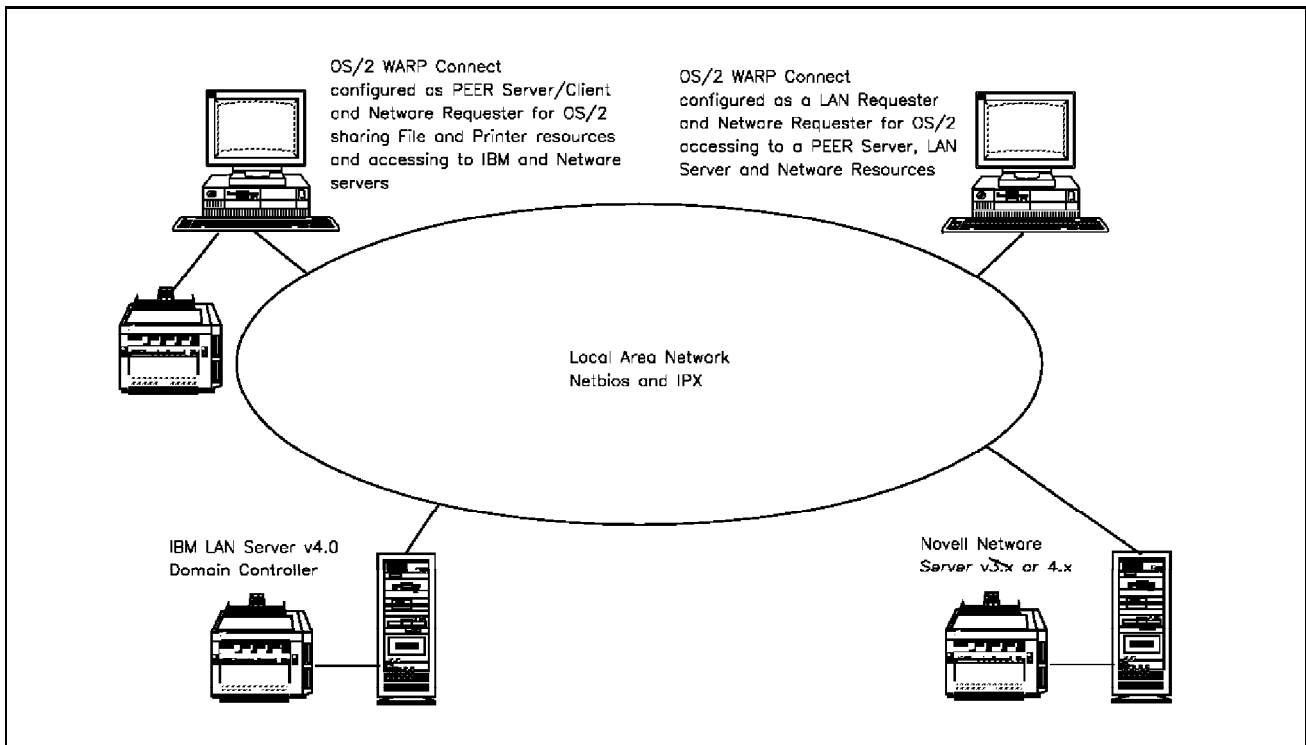 OS/2 WARP Connect
configured as PEER Server/Client
and Netware Requester for OS/2
sharing File and Printer resources
and accessing to IBM and Netware
servers
OS/2 WARP Connect
configured as a LAN Requester
and Netware Requester for OS/2
accessing to a PEER Server, LAN
Server and Netware Resources
Local Area Network
Netbios and IPX
IBM LAN Server v4.0
Domain Controller
Novell Netware
Server v3.x or 4.x